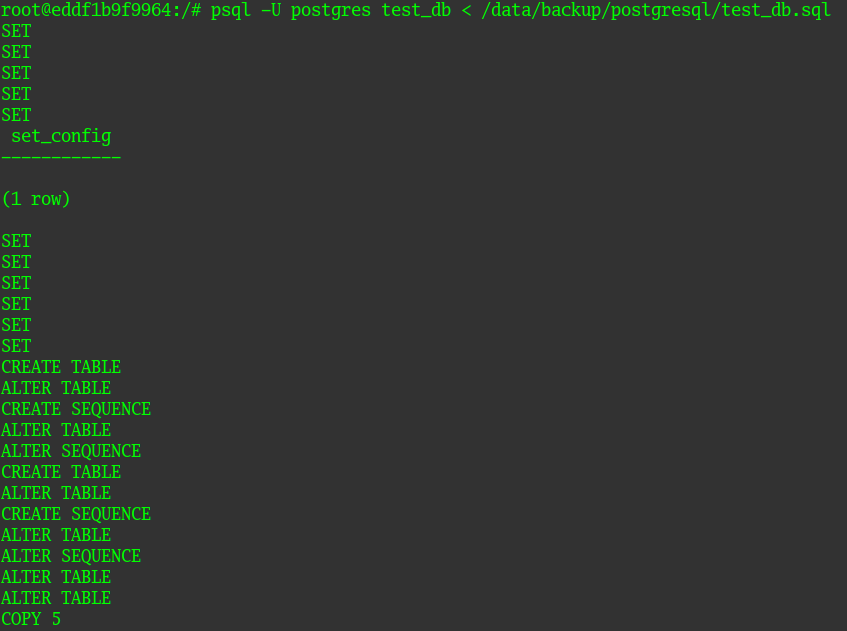 root@eddf1b9f9964:/# psql -U postgres test_db < /data/backup/postgresql/test_db.sql
SET
SET
SET
SET
SET
 set_config
------------

(1 row)

SET
SET
SET
SET
SET
SET
CREATE TABLE
ALTER TABLE
CREATE SEQUENCE
ALTER TABLE
ALTER SEQUENCE
CREATE TABLE
ALTER TABLE
CREATE SEQUENCE
ALTER TABLE
ALTER SEQUENCE
ALTER TABLE
ALTER TABLE
COPY 5